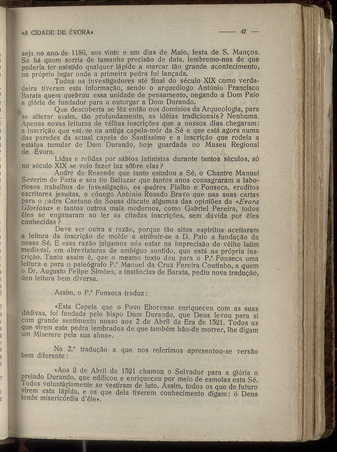 «A CIDADE DE ÉVORA» — 47 —
seja no ano de 1186, aos vinte e um dias de Maio, festa de S. Manços.
Se há quem sorria de tamanha precisão de data, lembremo-nos de que
poderia ter existido qualquer lápide a marcar tão grande acontecimento,
no próprio lugar onde a primeira pedra foi lançada.
Todos os investigadores até final do século XIX como verda-
deira tiveram esta informação, sendo o arqueólogo António Francisco
Barata quem quebrou essa unidade de pensamento, negando a Dom Paio
a glória de fundador para a outorgar a Dom Durando.
Que descoberta se fêz então nos domínios da Arqueologia, para
se alterar assim, tão profundamente, as idéias tradicionais? Nenhuma.
Apenas novas leituras de velhas inscrições que a nossos dias chegaram:
a inscrição que esteve na antiga capela-mór da Sé e que está agora numa
das paredes da actual capela do Santíssimo e a inscrição que rodeia a
estátua tumular de Dom Durando, hoje guardada no Museu Regional
de Évora.
Lidas e relidas por sábios latinistas durante tantos séculos, só
no século XIX se veio fazer luz sôbre elas?
André de Resende que tanto estudou a Sé, o Chantre Manuel
Severim de Faria e seu tio Baltazar que tantos anos consagraram a labo-
riosos trabalhos de investigação, os padres Fialho e Fonseca, eruditos
escritores jesuítas, o cónego António Rosado Bravo que nas suas cartas
para o padre Caetano de Sousa discute algumas das opiniões da «Evora
Gloriosa» e tantos outros mais modernos, como Gabriel Pereira, todos
êles se enganaram ao ler as citadas inscrições, sem dúvida por êles
conhecidas?
Deve ser outra a razão, porque tão altos espíritos aceitaram
a leitura da inscrição de molde a atribuir-se a D. Paio a fundação da
nossa Sé. E essa razão julgamos nós estar na imprecisão do velho latim
medieval, em abreviaturas de ambíguo sentido, que está na própria ins-
crição. Tanto assim é, que o mesmo texto deu para o P.e Fonseca uma
leitura e para o paleógrafo P.e Manuel da Cruz Pereira Coutinho, a quem
o Dr. Augusto Felipe Simões, a instâncias de Barata, pediu nova tradução,
deu leitura bem diversa.
Assim, o P.e Fonseca traduz:
«Esta Capela que o Povo Eborense enriqueceu com as suas
dádivas, foi fundada pelo bispo Dom Durando, que Deus levou para si
com grande sentimento nosso aos 2 de Abril da Era de 1321. Todos os
que virem esta pedra lembrados de que também hão-de morrer, lhe digam
um Miserere pela sua alma».
Na 2.ª tradução a que nos referimos apresentou-se versão
bem diferente:
«Aos 2 de Abril de 1321 chamou o Salvador para a glória o
prelado Durando, que edificou e enriqueceu por meio de esmolas esta Sé.
Todos voluntàriamente se vestiram de luto. Assim, todos os que de futuro
virem esta lápide, e os que dela tiverem conhecimento digam: ó Deus
tende misericórdia d'êle».